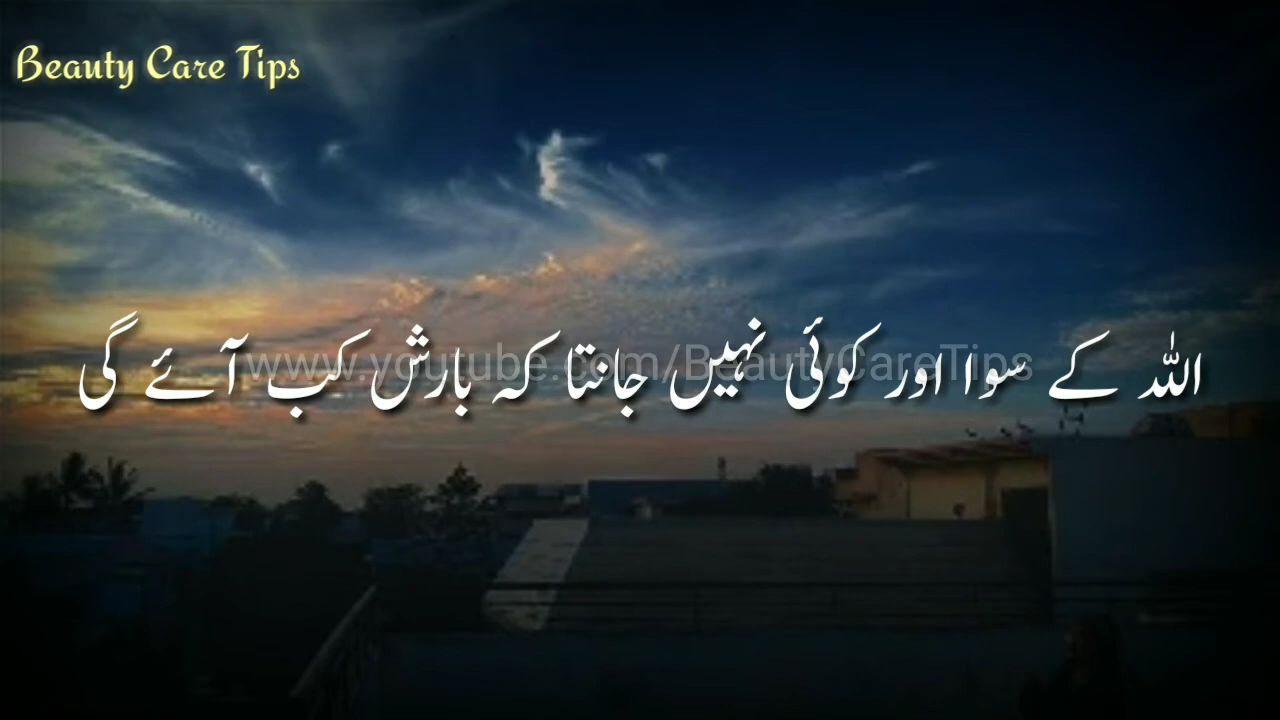 Beauty Care Tips
اللہ کے سوا اور کوئی نہیں جانتا کہ بارش کب آئے گی
www.youtube.com/BeautyCareTips